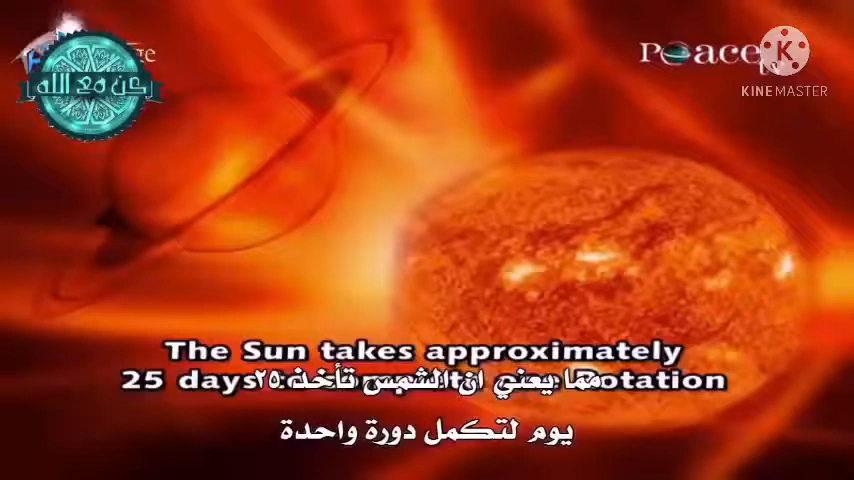 كن مع الله
Peace
KINEMASTER
The Sun takes approximately
25 days Rotation
مما يعني ان الشمس تأخذ ٢٥
يوم لتكمل دورة واحدة